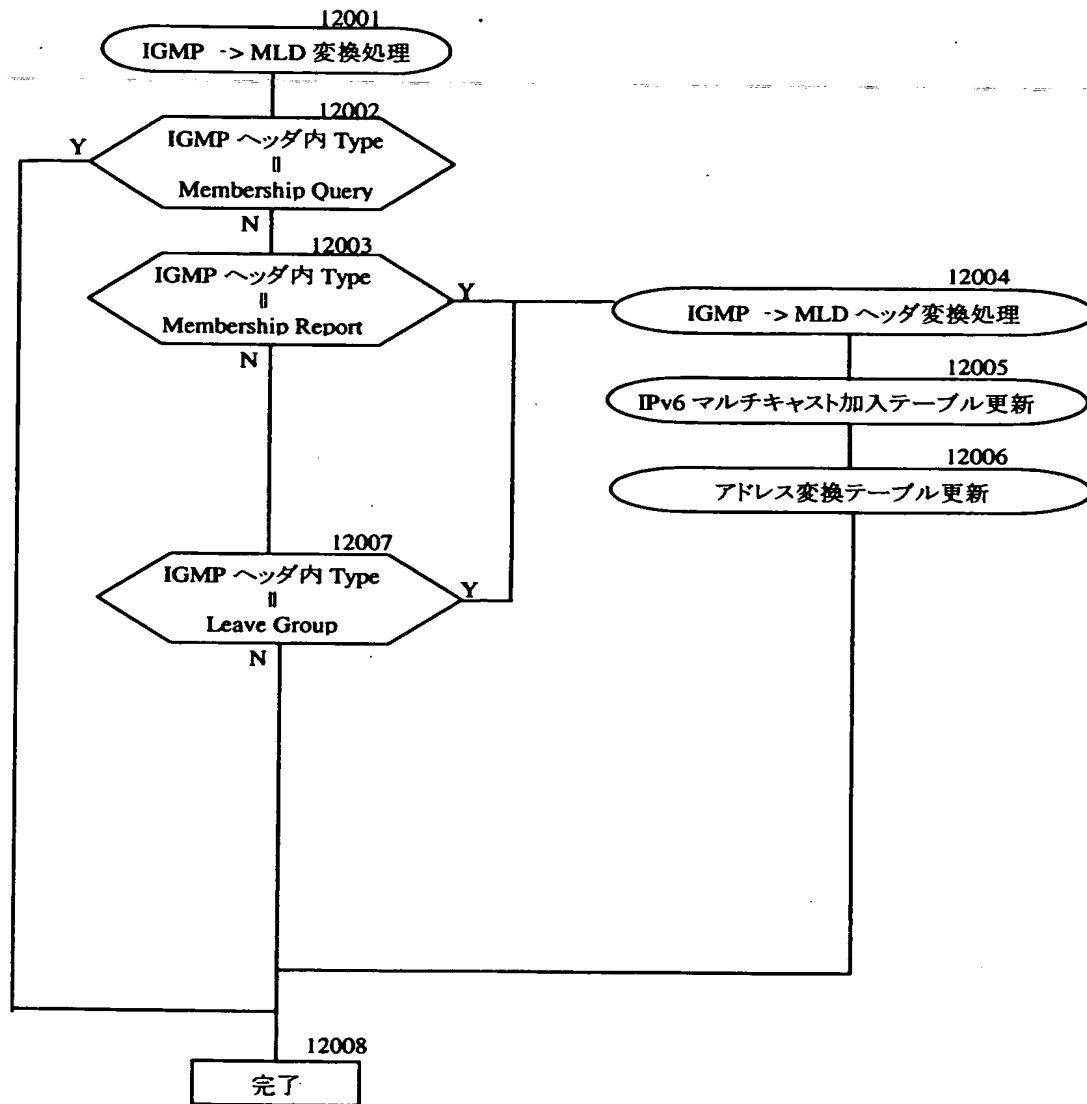 12001
IGMP -> MLD 変換処理
12002
Y
IGMP ヘッダ内 Type
=
Membership Query
N
12003
IGMP ヘッダ内 Type
=
Membership Report
Y
N
12004
IGMP -> MLD ヘッダ変換処理
12005
IPv6 マルチキャスト加入テーブル更新
12006
アドレス変換テーブル更新
12007
IGMP ヘッダ内 Type
=
Leave Group
Y
N
12008
完了